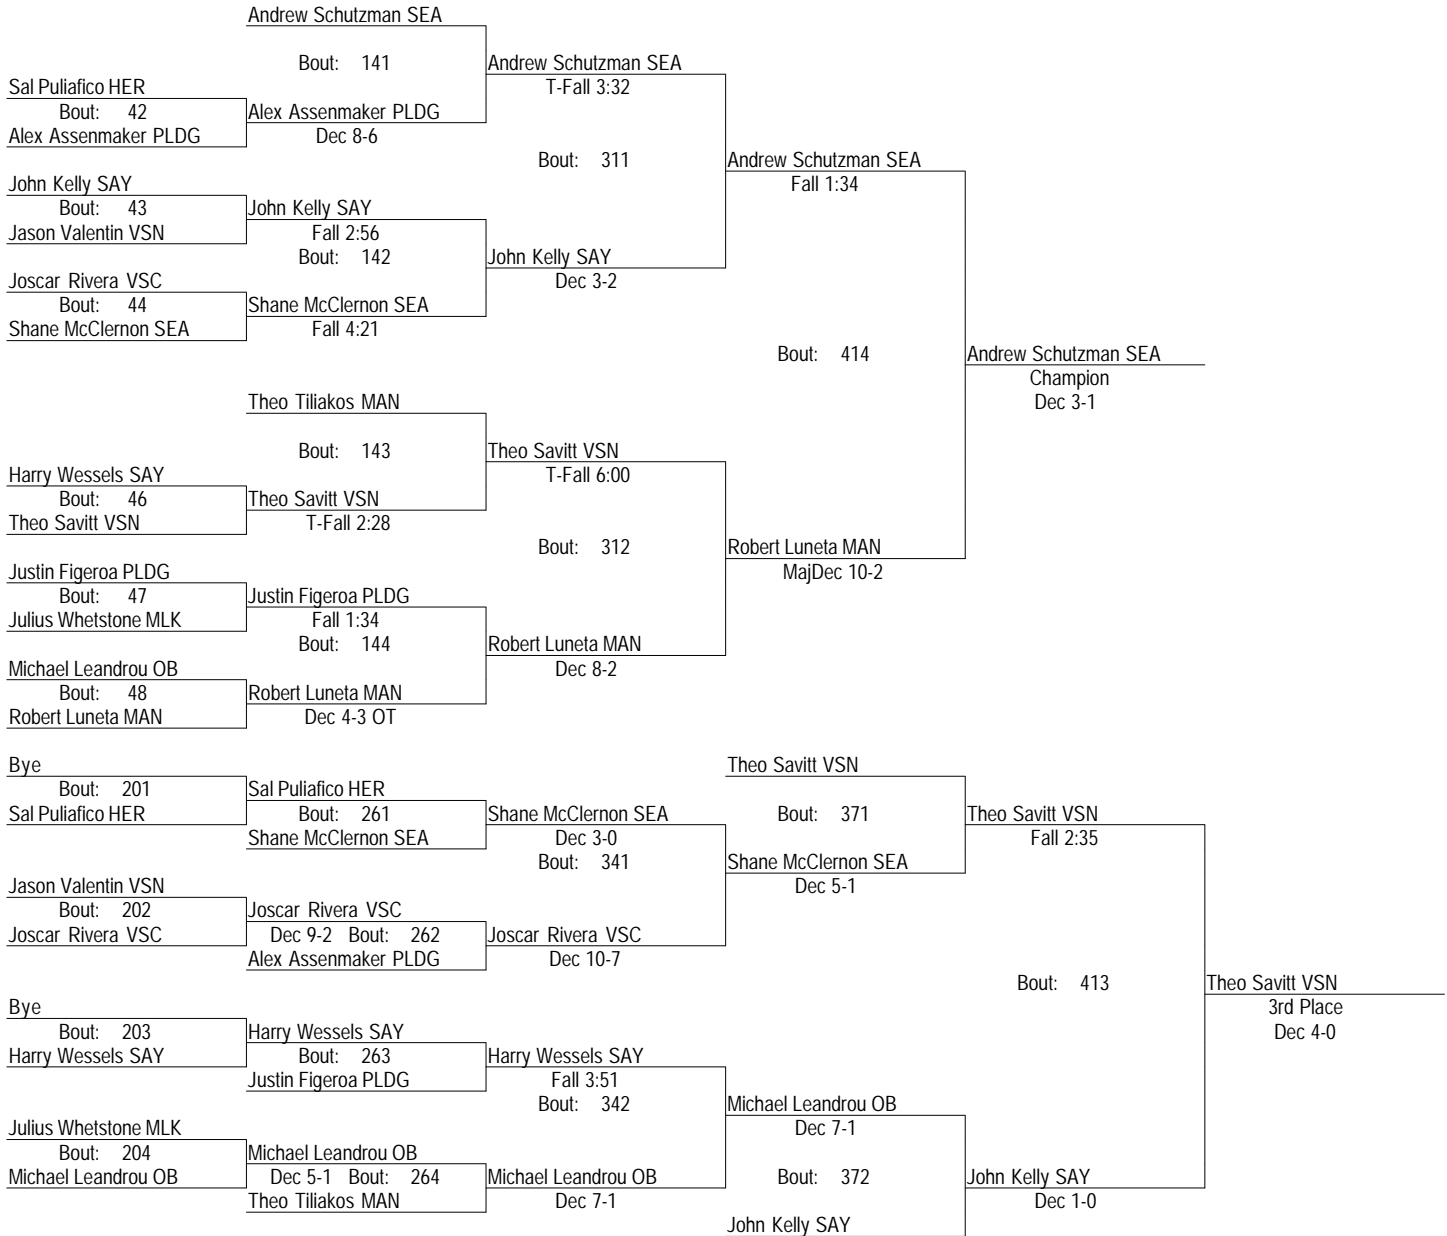 Andrew Schutzman SEA
Bout: 141
Andrew Schutzman SEA
Sal Puliafico HER
T-Fall 3:32
Bout: 42
Alex Assenmaker PLDG
Alex Assenmaker PLDG
Dec 8-6
Bout: 311
Andrew Schutzman SEA
John Kelly SAY
Fall 1:34
Bout: 43
John Kelly SAY
Jason Valentin VSN
Fall 2:56
Bout: 142
John Kelly SAY
Joscar Rivera VSC
Dec 3-2
Bout: 44
Shane McClernon SEA
Shane McClernon SEA
Fall 4:21
Bout: 414
Andrew Schutzman SEA
Champion
Theo Tiliakos MAN
Dec 3-1
Bout: 143
Theo Savitt VSN
Harry Wessels SAY
T-Fall 6:00
Bout: 46
Theo Savitt VSN
Theo Savitt VSN
T-Fall 2:28
Bout: 312
Robert Luneta MAN
Justin Figeroa PLDG
MajDec 10-2
Bout: 47
Justin Figeroa PLDG
Julius Whetstone MLK
Fall 1:34
Bout: 144
Robert Luneta MAN
Michael Leandrou OB
Dec 8-2
Bout: 48
Robert Luneta MAN
Robert Luneta MAN
Dec 4-3 OT
Bye
Theo Savitt VSN
Bout: 201
Sal Puliafico HER
Sal Puliafico HER
Bout: 261
Shane McClernon SEA
Bout: 371
Theo Savitt VSN
Shane McClernon SEA
Dec 3-0
Fall 2:35
Bout: 341
Shane McClernon SEA
Jason Valentin VSN
Dec 5-1
Bout: 202
Joscar Rivera VSC
Joscar Rivera VSC
Dec 9-2 Bout: 262
Joscar Rivera VSC
Alex Assenmaker PLDG
Dec 10-7
Bout: 413
Theo Savitt VSN
Bye
3rd Place
Bout: 203
Harry Wessels SAY
Dec 4-0
Harry Wessels SAY
Bout: 263
Harry Wessels SAY
Justin Figeroa PLDG
Fall 3:51
Bout: 342
Michael Leandrou OB
Julius Whetstone MLK
Dec 7-1
Bout: 204
Michael Leandrou OB
Michael Leandrou OB
Dec 5-1 Bout: 264
Michael Leandrou OB
Bout: 372
John Kelly SAY
Theo Tiliakos MAN
Dec 7-1
Dec 1-0
John Kelly SAY